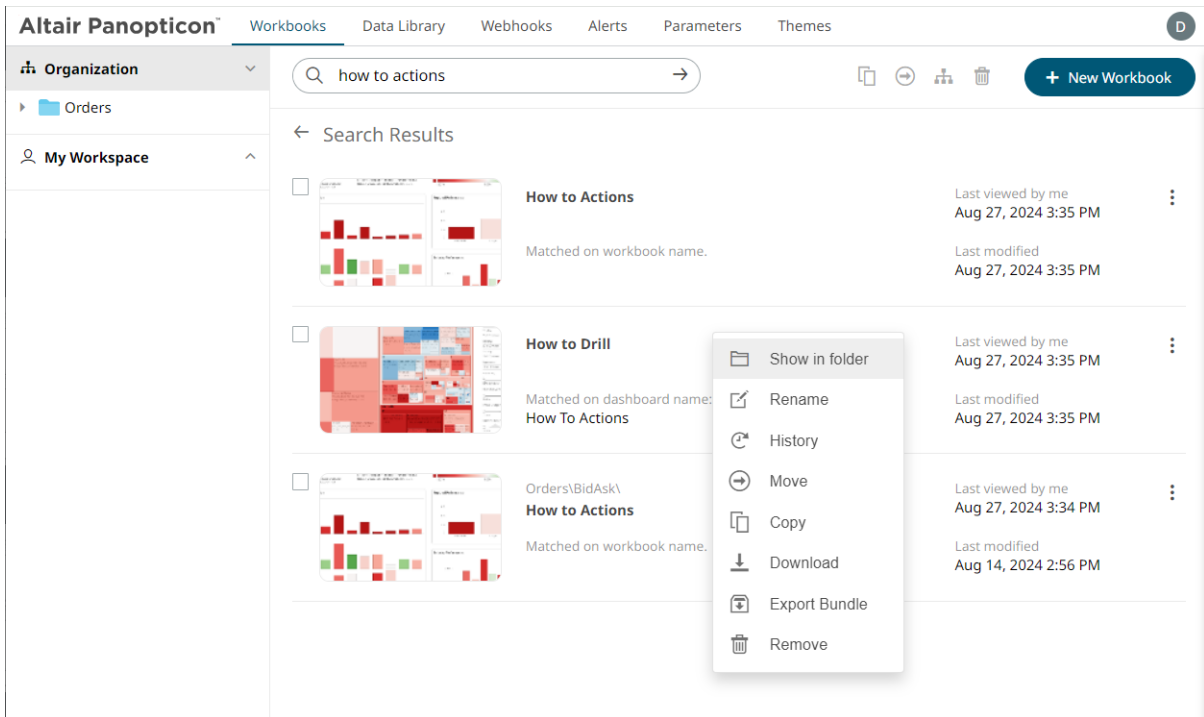 Altair Panopticon™ Workbooks Data Library Webhooks Alerts Parameters Themes D
Organization
Orders
My Workspace
how to actions
+ New Workbook
Search Results
How to Actions
Matched on workbook name.
Last viewed by me
Aug 27, 2024 3:35 PM
Last modified
Aug 27, 2024 3:35 PM
How to Drill
Matched on dashboard name:
How To Actions
Last viewed by me
Aug 27, 2024 3:35 PM
Last modified
Aug 27, 2024 3:35 PM
Orders\BidAsk\
How to Actions
Matched on workbook name.
Last viewed by me
Aug 27, 2024 3:34 PM
Last modified
Aug 14, 2024 2:56 PM
Show in folder
Rename
History
Move
Copy
Download
Export Bundle
Remove